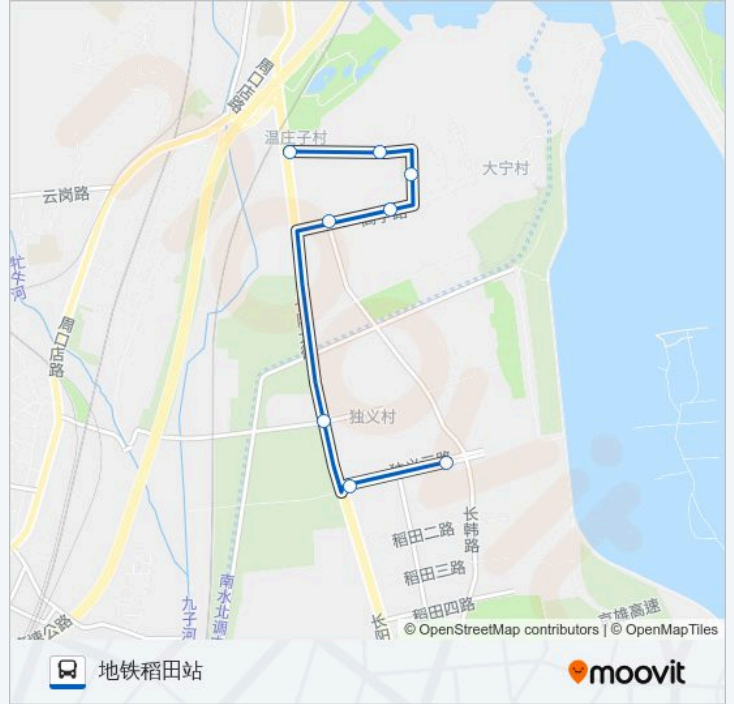 周口店路
温庄子村
大宁村
云岗路
牤牛河
周口店路
独义村
稻田二路
长韩路
稻田三路
南水北调
九子河
稻田四路
京雄高速
速公路
© OpenStreetMap contributors | © OpenMapTiles
地铁稻田站
moovit